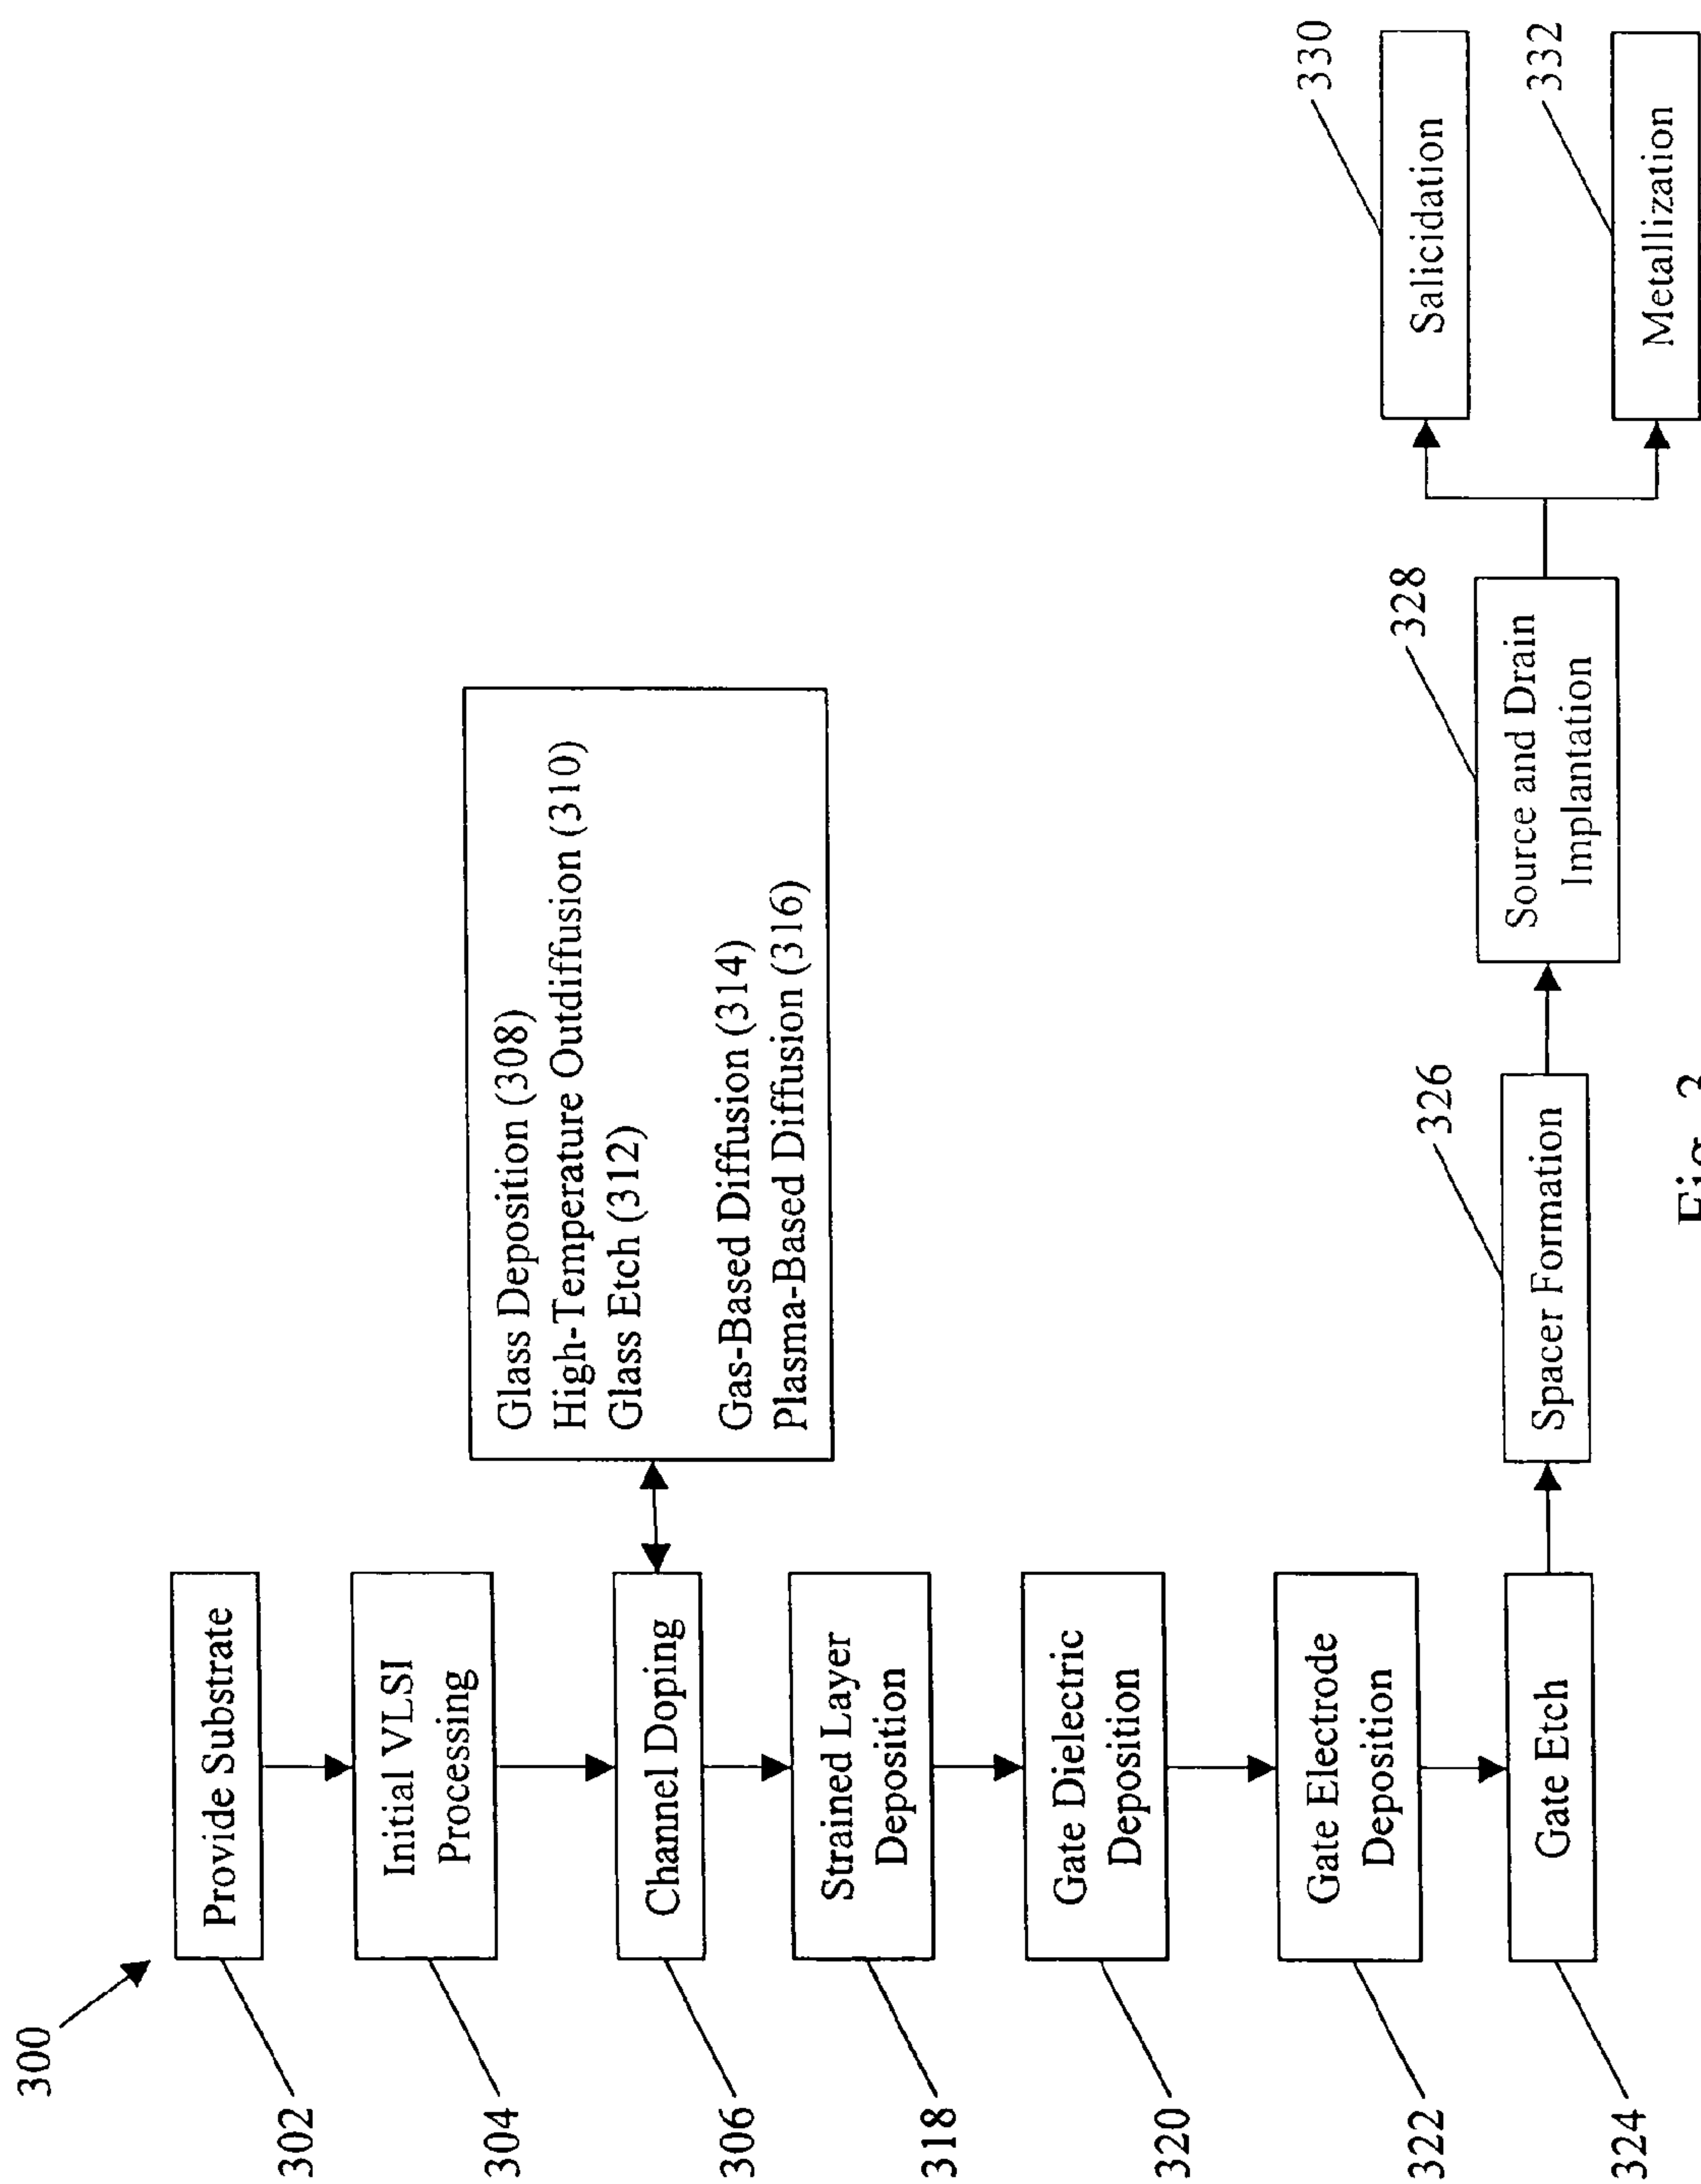 300
302
Provide Substrate
304
Initial VLSI
Processing
306
Channel Doping
Glass Deposition (308)
High-Temperature Outdiffusion (310)
Glass Etch (312)
Gas-Based Diffusion (314)
Plasma-Based Diffusion (316)
318
Strained Layer
Deposition
320
Gate Dielectric
Deposition
322
Gate Electrode
Deposition
324
Gate Etch
326
Spacer Formation
328
Source and Drain
Implantation
330
Salicidation
332
Metallization
Fig.